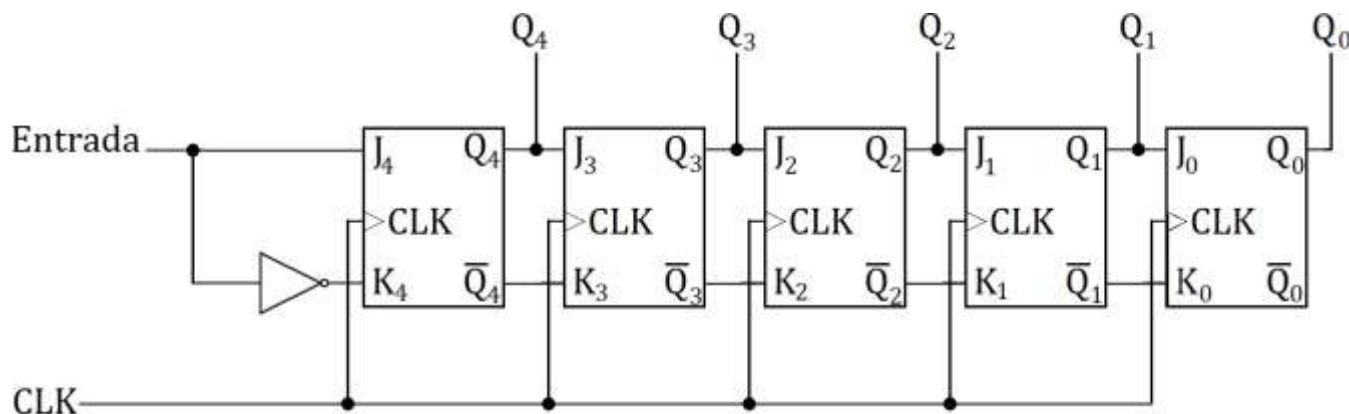 Q₄ Q₃ Q₂ Q₁ Q₀
Entrada J₄ Q₄ J₃ Q₃ J₂ Q₂ J₁ Q₁ J₀ Q₀
CLK CLK CLK CLK CLK
K₄ Q̅₄ K₃ Q̅₃ K₂ Q̅₂ K₁ Q̅₁ K₀ Q̅₀
CLK